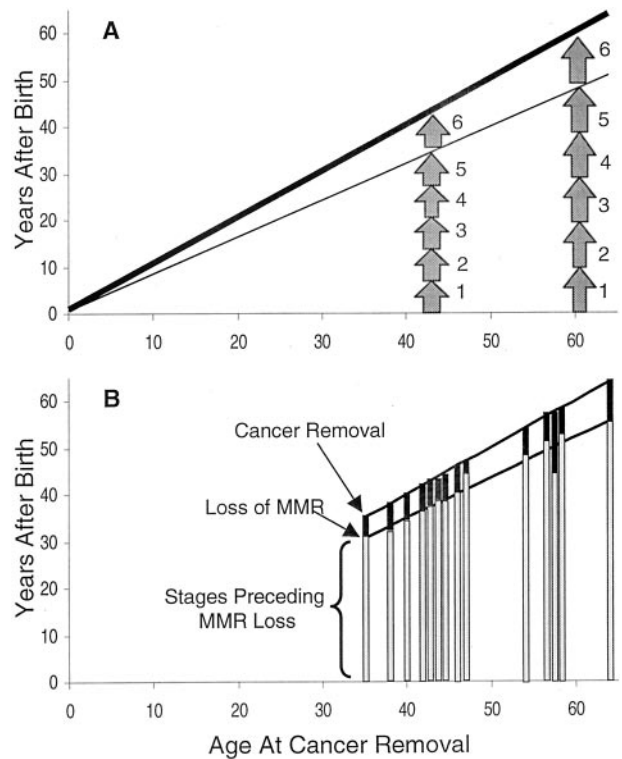 A
Years After Birth
60
50
40
30
20
10
0
6
5
4
3
2
1
6
5
4
3
2
1
0 10 20 30 40 50 60
B
Years After Birth
60
50
40
30
20
10
0
Cancer Removal
Loss of MMR
Stages Preceding
MMR Loss
0 10 20 30 40 50 60
Age At Cancer Removal